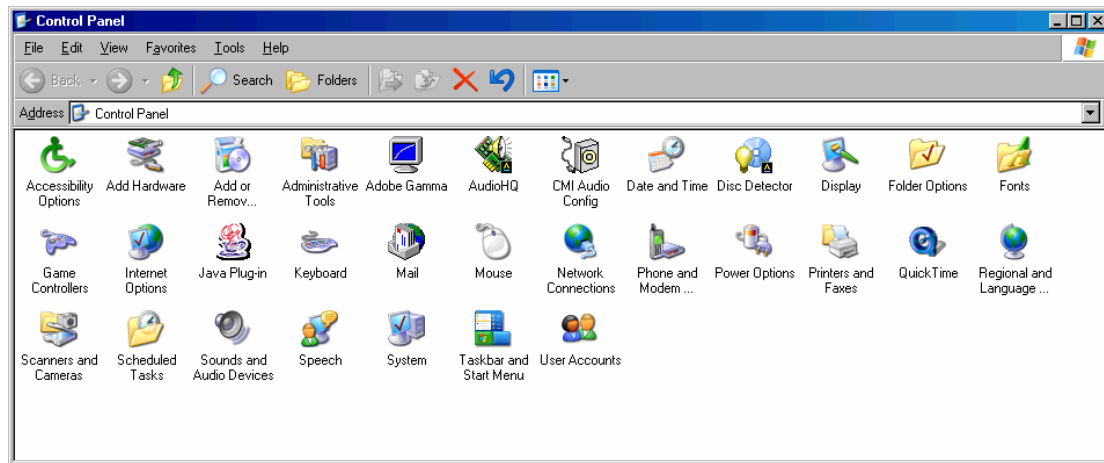 Control Panel
File Edit View Favorites Tools Help
Back Search Folders
Address Control Panel
Accessibility Options
Add Hardware
Add or Remov...
Administrative Tools
Adobe Gamma
AudioHQ
CMI Audio Config
Date and Time
Disc Detector
Display
Folder Options
Fonts
Game Controllers
Internet Options
Java Plug-in
Keyboard
Mail
Mouse
Network Connections
Phone and Modem ...
Power Options
Printers and Faxes
QuickTime
Regional and Language ...
Scanners and Cameras
Scheduled Tasks
Sounds and Audio Devices
Speech
System
Taskbar and Start Menu
User Accounts